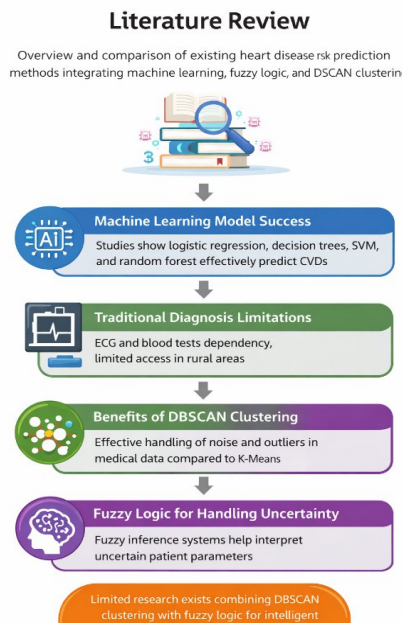 Literature Review
Overview and comparison of existing heart disease rsk prediction
methods integrating machine learning, fuzzy logic, and DSCAN clusterin
3
Ai
Machine Learning Model Success
Studies show logistic regression, decision trees, SVM,
and random forest effectively predict CVDs
Traditional Diagnosis Limitations
ECG and blood tests dependency,
limited access in rural areas
Benefits of DBSCAN Clustering
Effective handling of noise and outliers in
medical data compared to K-Means
Fuzzy Logic for Handling Uncertainty
Fuzzy inference systems help interpret
uncertain patient parameters
Limited research exists combining DBSCAN
clustering with fuzzy logic for intelligent